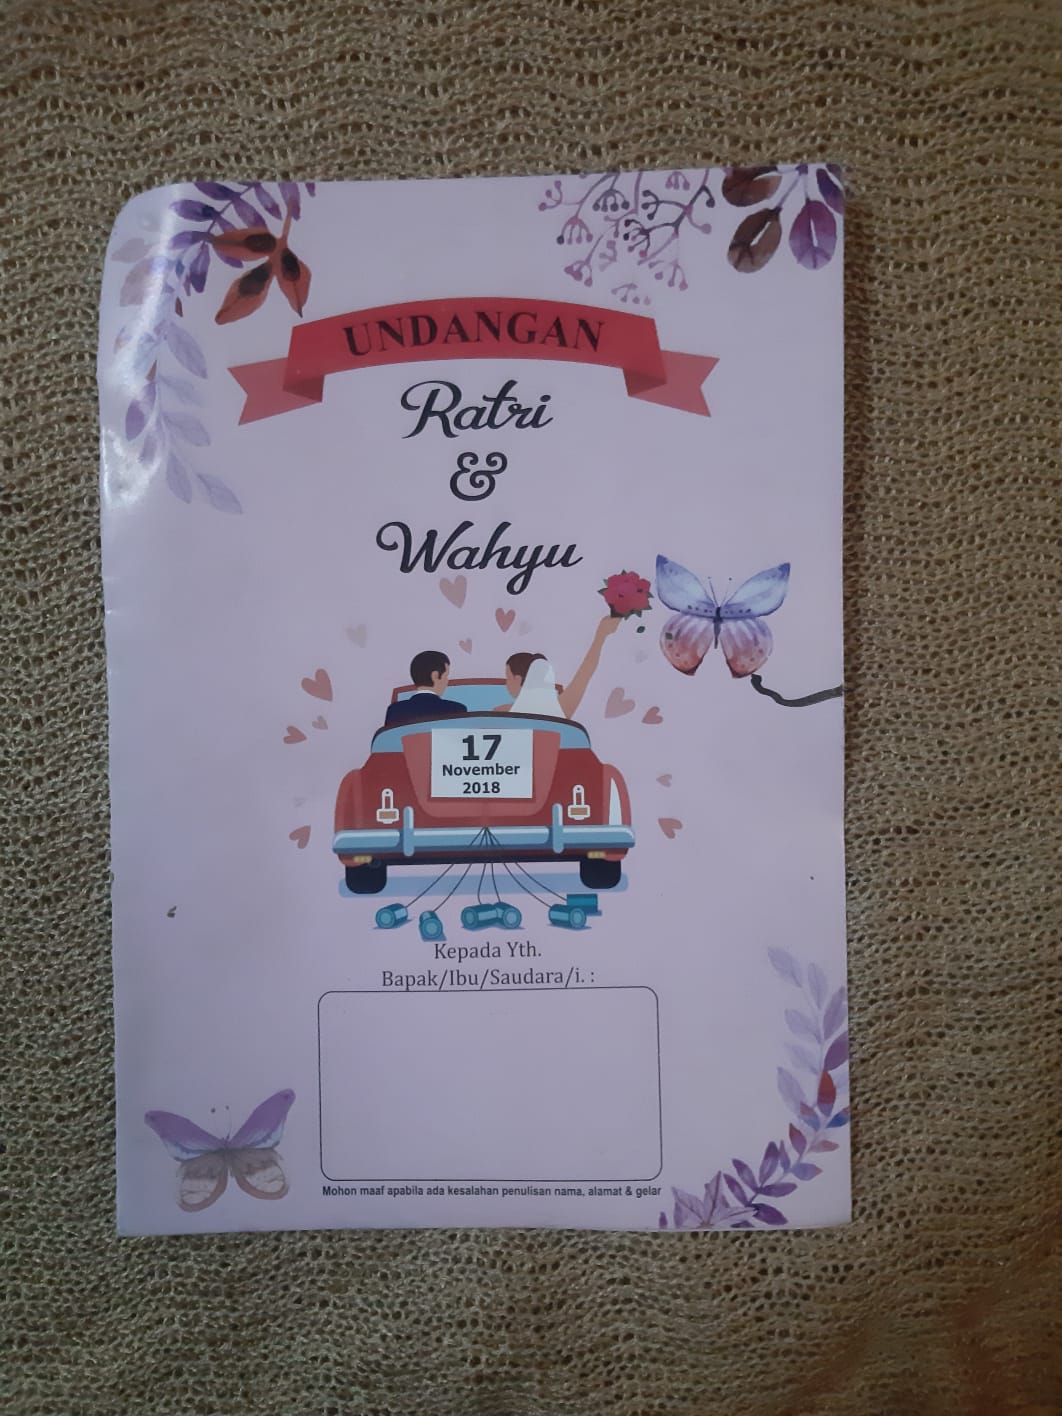 UNDANGAN
Ratri
&
Wahyu
17
November
2018
Kepada Yth.
Bapak/Ibu/Saudara/i. :
Mohon maaf apabila ada kesalahan penulisan nama, alamat & gelar